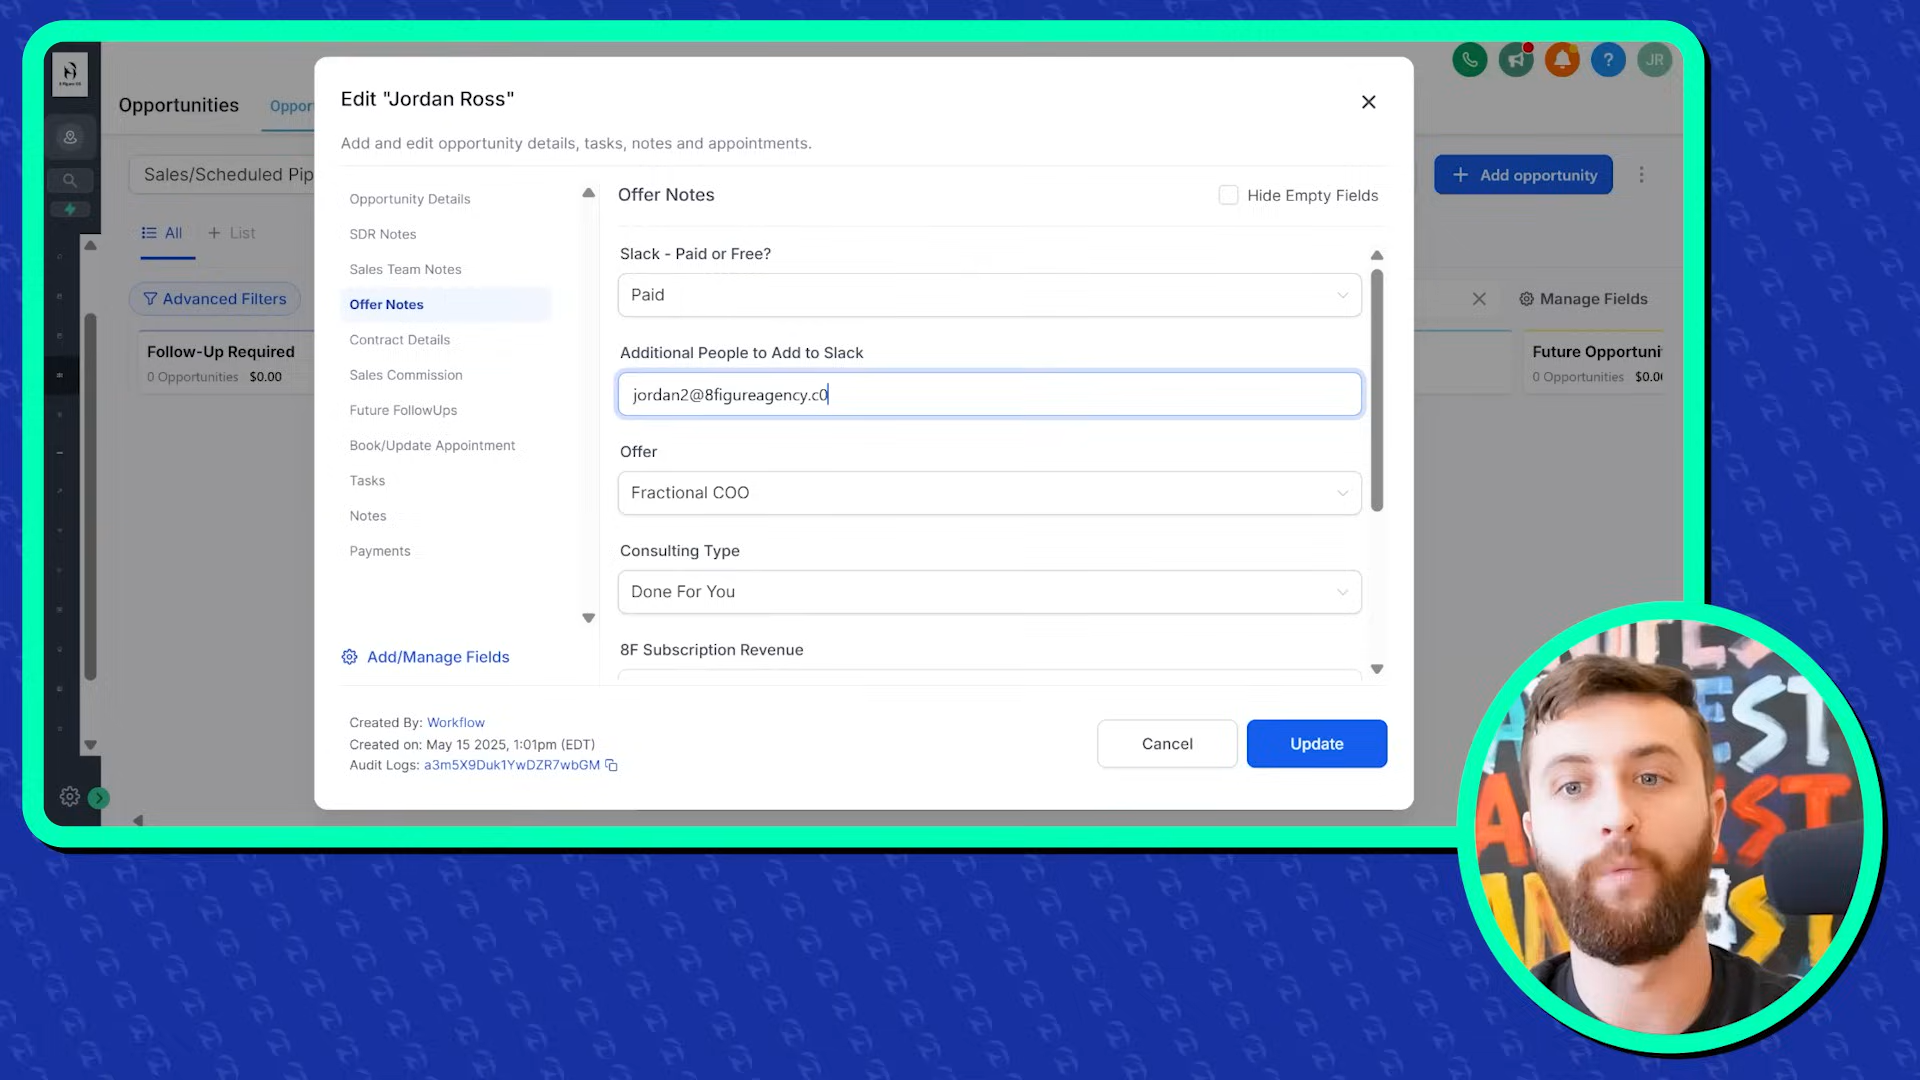 Opportunities
Oppor
Edit "Jordan Ross"
Add and edit opportunity details, tasks, notes and appointments.
JR
Sales/Scheduled Pip
+ Add opportunity
All
+ List
Advanced Filters
Manage Fields
Follow-Up Required
0 Opportunities $0.00
Future Opportuni
0 Opportunities $0.0
Opportunity Details
SDR Notes
Sales Team Notes
Offer Notes
Contract Details
Sales Commission
Future FollowUps
Book/Update Appointment
Tasks
Notes
Payments
Add/Manage Fields
Offer Notes
Hide Empty Fields
Slack - Paid or Free?
Paid
Additional People to Add to Slack
jordan2@8figureagency.c0
Offer
Fractional COO
Consulting Type
Done For You
8F Subscription Revenue
Created By: Workflow
Created on: May 15 2025, 1:01pm (EDT)
Audit Logs: a3m5X9Duk1YwDZR7wbGM
Cancel
Update